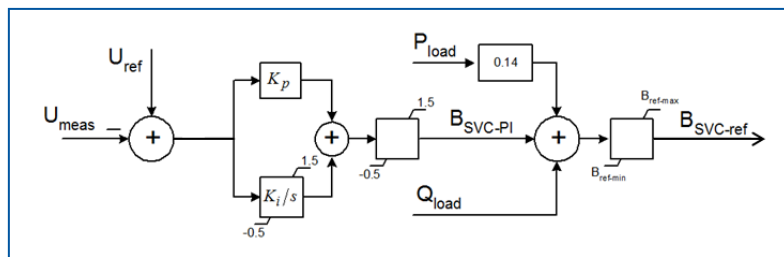 U_ref
U_meas
−
+
K_p
K_i/s
1.5
-0.5
+
1.5
-0.5
B_SVC-PI
P_load
0.14
Q_load
+
B_ref-max
B_ref-min
B_SVC-ref